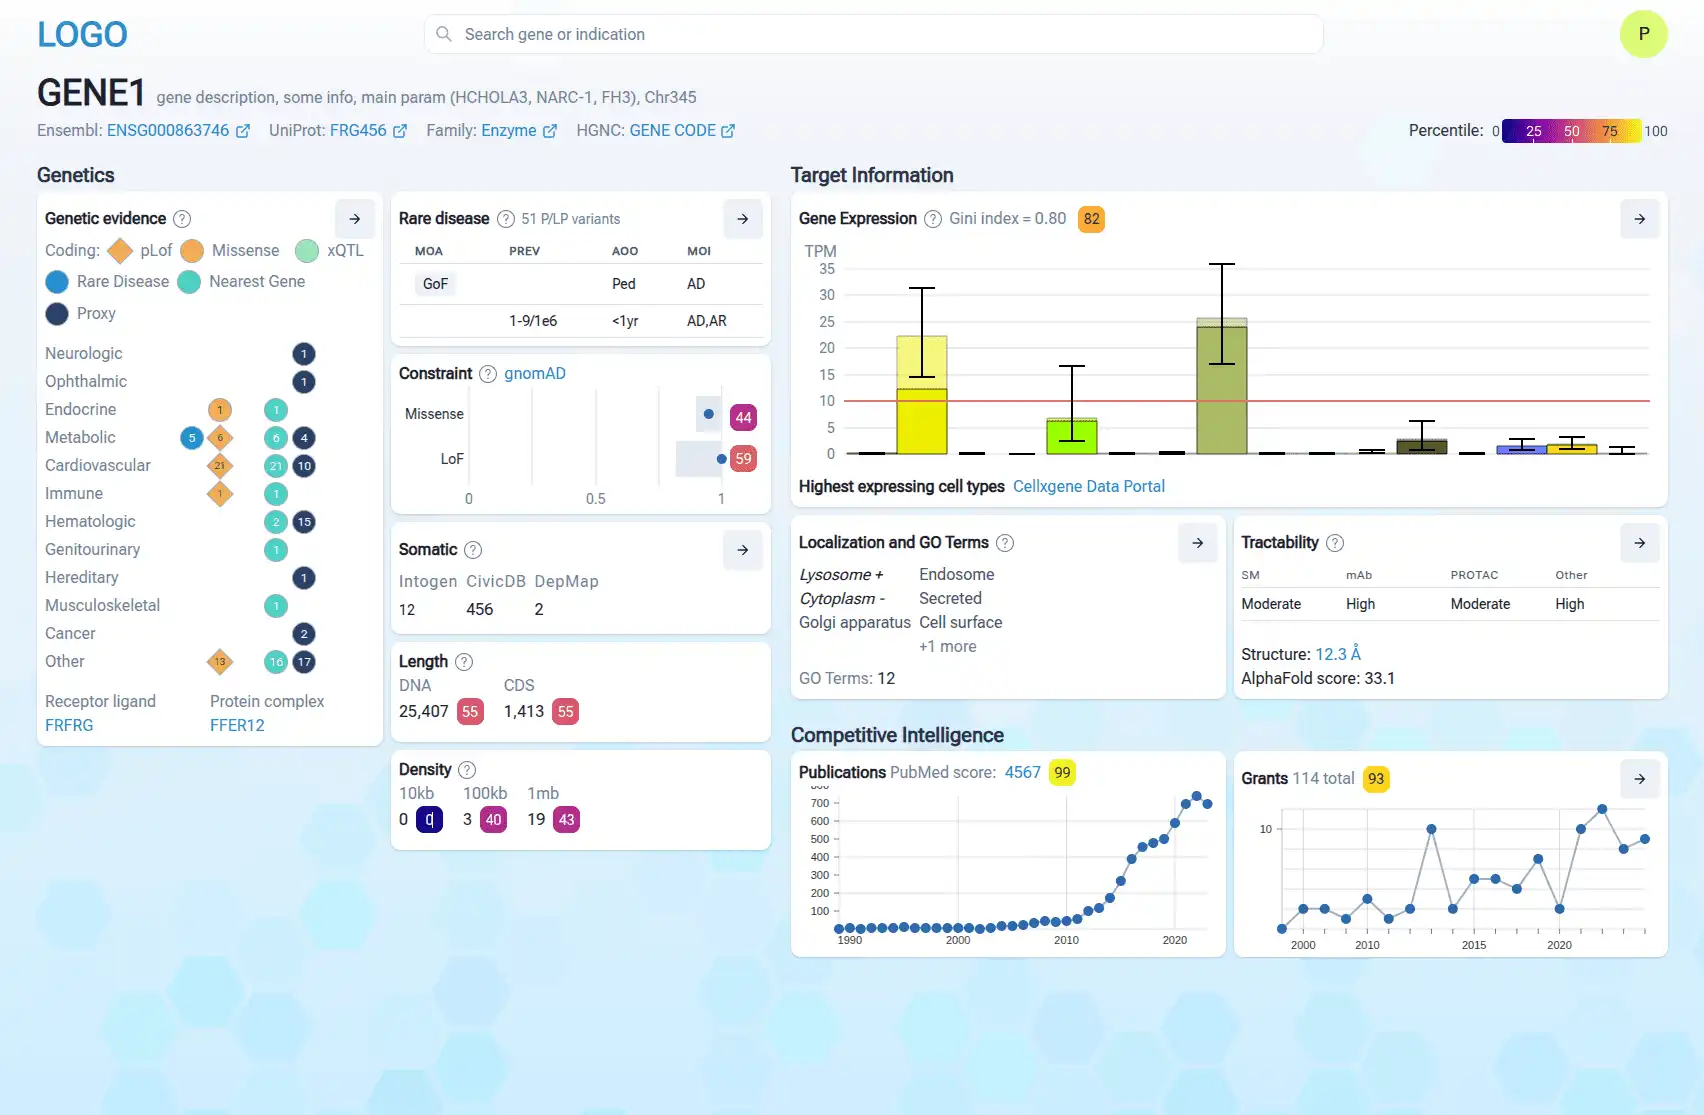 LOGO
Search gene or indication
P
GENE1 gene description, some info, main param (HCHOLA3, NARC-1, FH3), Chr345
Ensembl: ENSG000863746 UniProt: FRG456 Family: Enzyme HGNC: GENE CODE
Percentile: 0 25 50 75 100
Genetics
Genetic evidence ?
Coding: pLof Missense xQTL
Rare Disease Nearest Gene
Proxy
Neurologic 1
Ophthalmic 1
Endocrine 1 1
Metabolic 5 6 6 4
Cardiovascular 21 21 10
Immune 1 1
Hematologic 2 15
Genitourinary 1
Hereditary 1
Musculoskeletal 1
Cancer 2
Other 13 16 17
Receptor ligand Protein complex
FRFRG FFER12
Rare disease ? 51 P/LP variants
MOA PREV AOO MOI
GoF Ped AD
1-9/1e6 <1yr AD,AR
Constraint ? gnomAD
Missense 44
LoF 59
0 0.5 1
Somatic ?
Intogen CivicDB DepMap
12 456 2
Length ?
DNA CDS
25,407 55 1,413 55
Density ?
10kb 100kb 1mb
0 0 3 40 19 43
Target Information
Gene Expression ? Gini index = 0.80 82
TPM
35
30
25
20
15
10
5
0
Highest expressing cell types Cellxgene Data Portal
Localization and GO Terms ?
Lysosome + Endosome
Cytoplasm - Secreted
Golgi apparatus Cell surface
+1 more
GO Terms: 12
Tractability ?
SM mAb PROTAC Other
Moderate High Moderate High
Structure: 12.3 Å
AlphaFold score: 33.1
Competitive Intelligence
Publications PubMed score: 4567 99
800
700
600
500
400
300
200
100
1990 2000 2010 2020
Grants 114 total 93
10
2000 2010 2015 2020